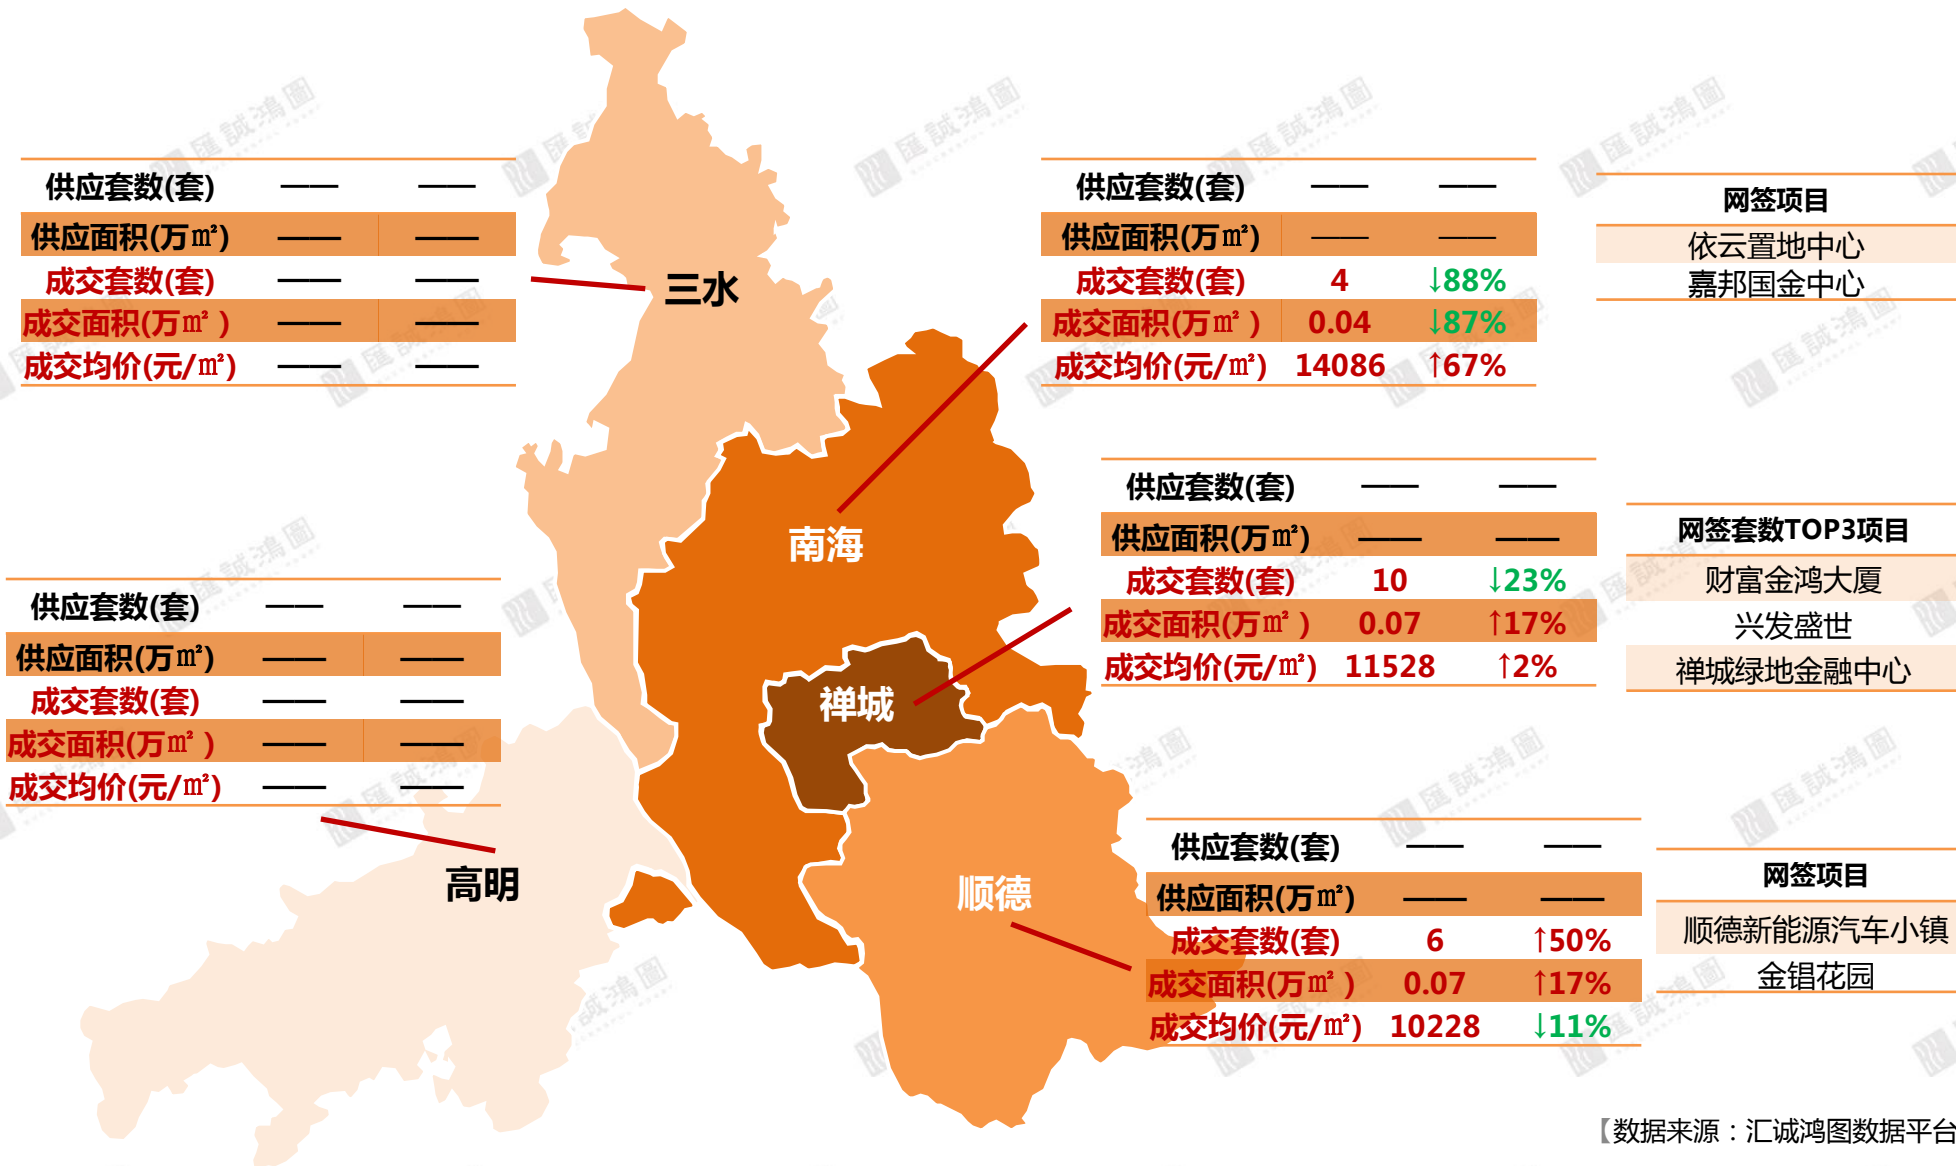 供应套数(套) —— ——
供应面积(万㎡) —— ——
成交套数(套) —— ——
成交面积(万㎡ ) —— ——
成交均价(元/㎡) —— ——
三水
供应套数(套) —— ——
供应面积(万㎡) —— ——
成交套数(套) 4 ↓88%
成交面积(万㎡ ) 0.04 ↓87%
成交均价(元/㎡) 14086 ↑67%
网签项目
依云置地中心
嘉邦国金中心
南海
供应套数(套) —— ——
供应面积(万㎡) —— ——
成交套数(套) 10 ↓23%
成交面积(万㎡ ) 0.07 ↑17%
成交均价(元/㎡) 11528 ↑2%
网签套数TOP3项目
财富金鸿大厦
兴发盛世
禅城绿地金融中心
禅城
供应套数(套) —— ——
供应面积(万㎡) —— ——
成交套数(套) —— ——
成交面积(万㎡ ) —— ——
成交均价(元/㎡) —— ——
高明
顺德
供应套数(套) —— ——
供应面积(万㎡) —— ——
成交套数(套) 6 ↑50%
成交面积(万㎡ ) 0.07 ↑17%
成交均价(元/㎡) 10228 ↓11%
网签项目
顺德新能源汽车小镇
金锠花园
【数据来源：汇诚鸿图数据平台
匯誠鴻圖